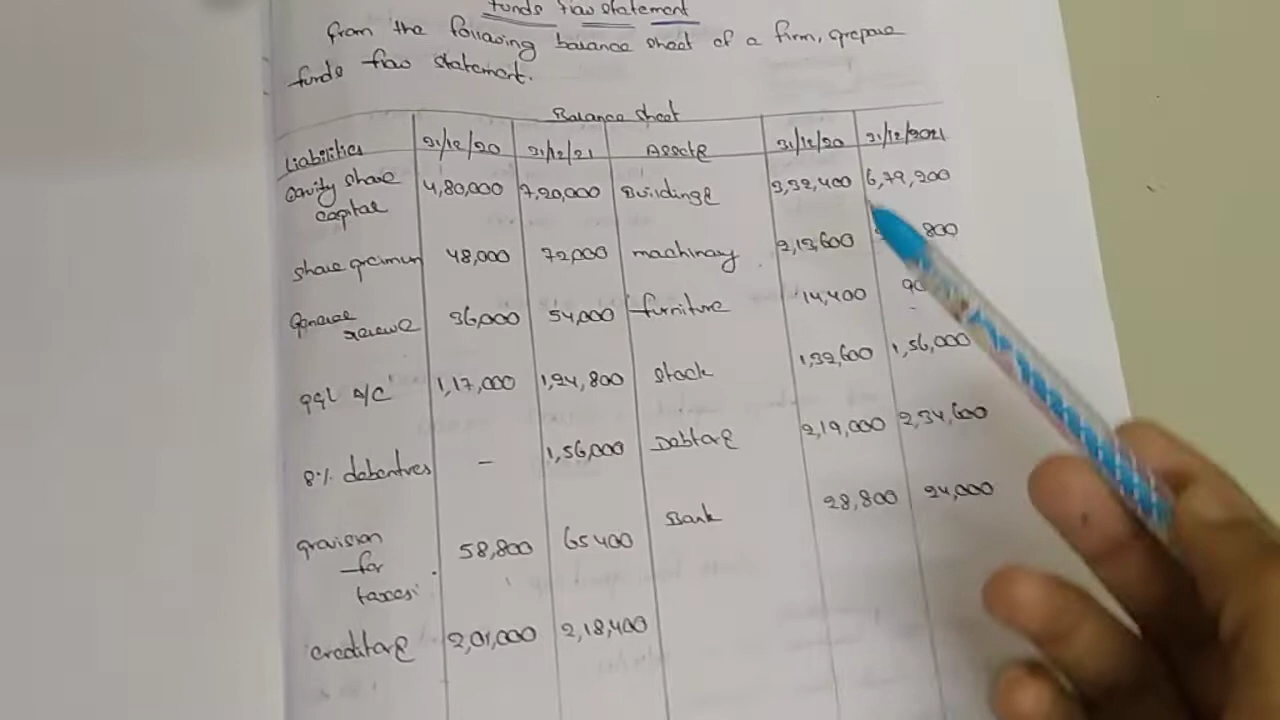 Funds flow statement
From the following balance sheet of a firm, prepare
funds flow statement.
Balance sheet
Liabilities 31/12/20 31/12/21 Assets 31/12/20 31/12/2021
Equity share capital 4,80,000 7,20,000 Buildings 3,32,400 6,79,200
Share premium 48,000 72,000 machinary 2,13,600 800
General reserve 36,000 54,000 furniture 14,400
P&L A/C 1,17,000 1,24,800 Stock 1,32,600 1,56,000
8% debentures – 1,56,000 Debtors 2,19,000 2,34,600
Provision for taxes: 58,800 65400 Bank 28,800 24,000
Creditors 2,01,000 2,18,400